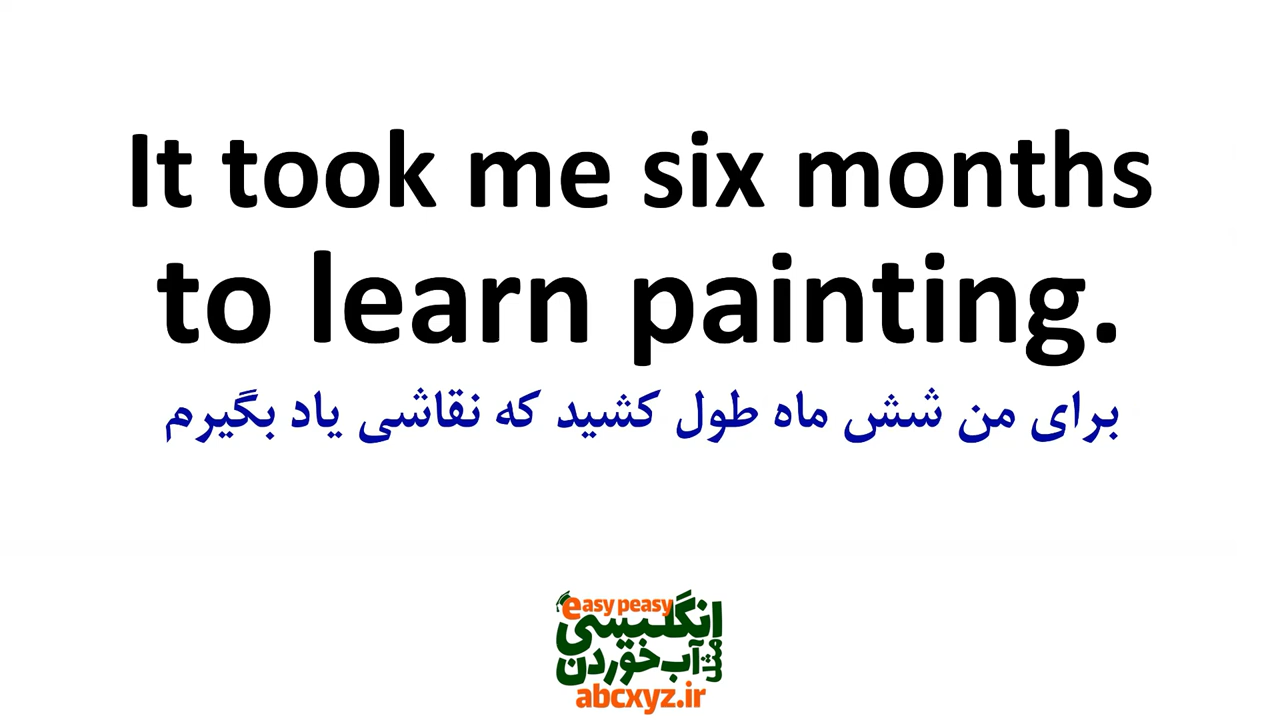 It took me six months
to learn painting.
برای من شش ماه طول کشید که نقاشی یاد بگیرم
easy peasy
انگلیسی
مثل آب خوردن
abcxyz.ir